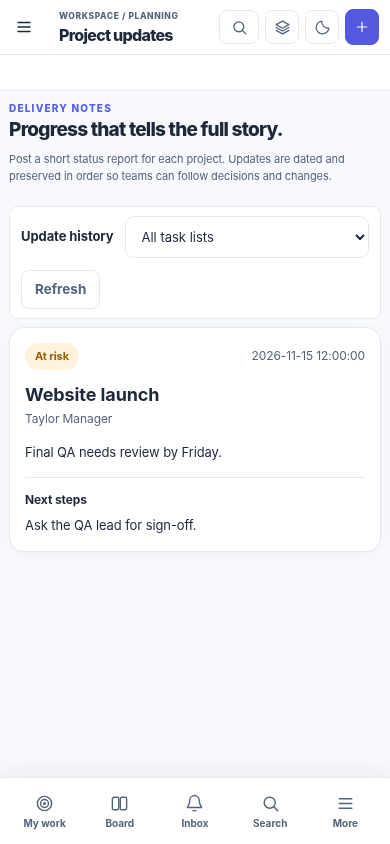 WORKSPACE / PLANNING
Project updates
DELIVERY NOTES
Progress that tells the full story.
Post a short status report for each project. Updates are dated and
preserved in order so teams can follow decisions and changes.
Update history
All task lists
Refresh
At risk
2026-11-15 12:00:00
Website launch
Taylor Manager
Final QA needs review by Friday.
Next steps
Ask the QA lead for sign-off.
My work
Board
Inbox
Search
More